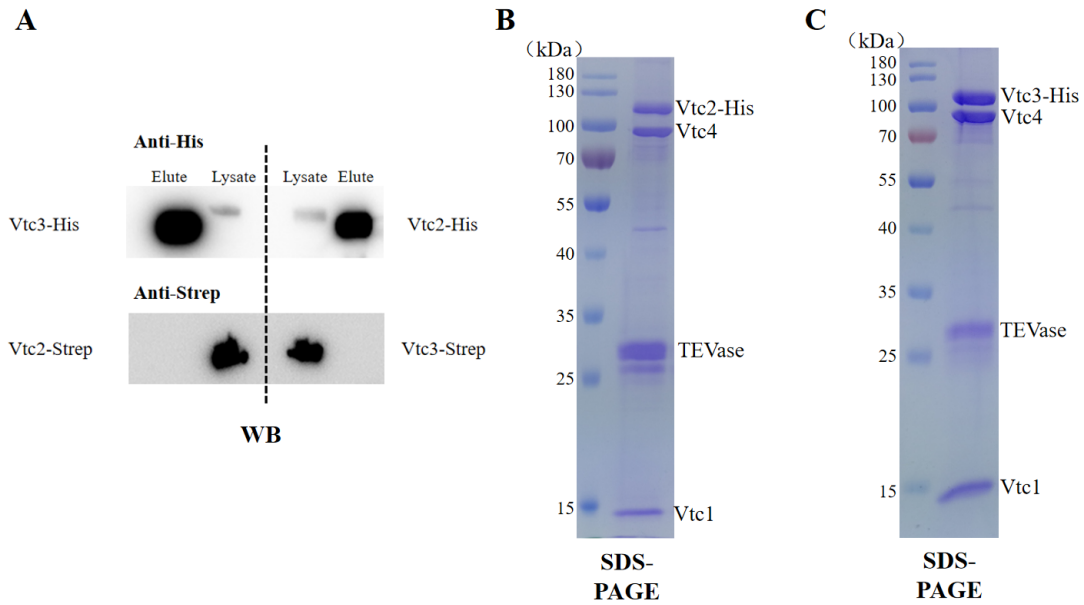 A
Anti-His
Elute Lysate Lysate Elute
Vtc3-His Vtc2-His
Anti-Strep
Vtc2-Strep Vtc3-Strep
WB
B
（kDa）
180
130
Vtc2-His
100
Vtc4
70
55
40
35
TEVase
25
15
Vtc1
SDS-
PAGE
C
（kDa）
180
130
Vtc3-His
100
Vtc4
70
55
40
35
TEVase
25
15
Vtc1
SDS-
PAGE